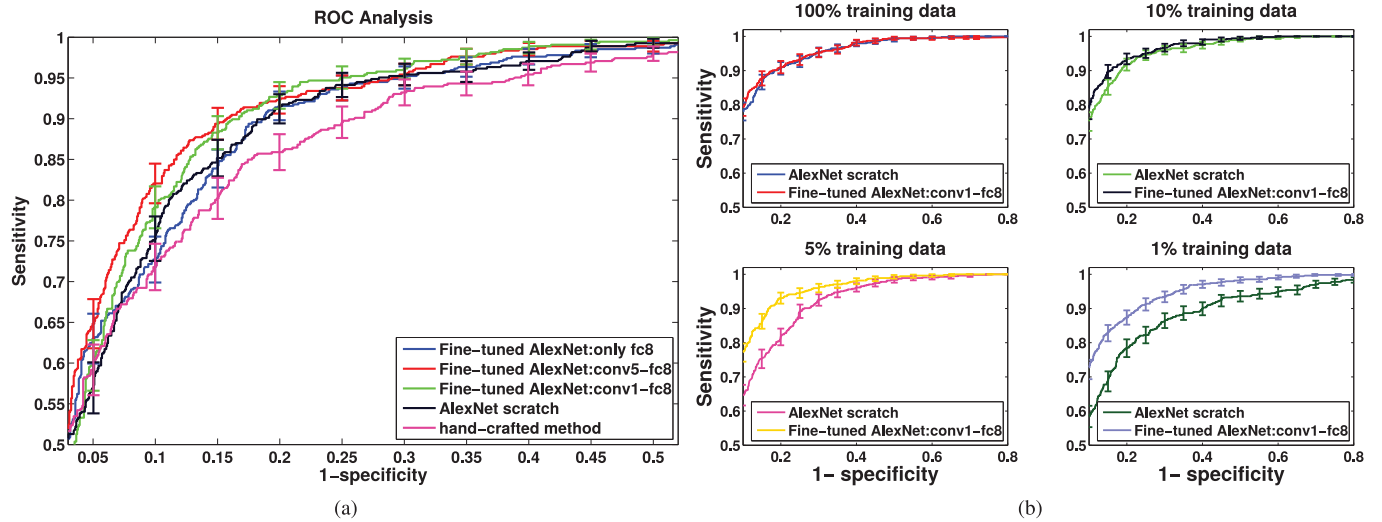 ROC Analysis
1
0.95
0.9
0.85
0.8
0.75
0.7
0.65
0.6
0.55
0.5
Sensitivity
0.05 0.1 0.15 0.2 0.25 0.3 0.35 0.4 0.45 0.5
1-specificity
Fine-tuned AlexNet:only fc8
Fine-tuned AlexNet:conv5-fc8
Fine-tuned AlexNet:conv1-fc8
AlexNet scratch
hand-crafted method
(a)
100% training data
1
0.9
0.8
0.7
0.6
0.5
Sensitivity
0.2 0.4 0.6 0.8
AlexNet scratch
Fine-tuned AlexNet:conv1-fc8
10% training data
1
0.9
0.8
0.7
0.6
0.5
Sensitivity
0.2 0.4 0.6 0.8
AlexNet scratch
Fine-tuned AlexNet:conv1-fc8
5% training data
1
0.9
0.8
0.7
0.6
0.5
Sensitivity
0.2 0.4 0.6 0.8
1- specificity
AlexNet scratch
Fine-tuned AlexNet:conv1-fc8
1% training data
1
0.9
0.8
0.7
0.6
0.5
Sensitivity
0.2 0.4 0.6 0.8
1- specificity
AlexNet scratch
Fine-tuned AlexNet:conv1-fc8
(b)